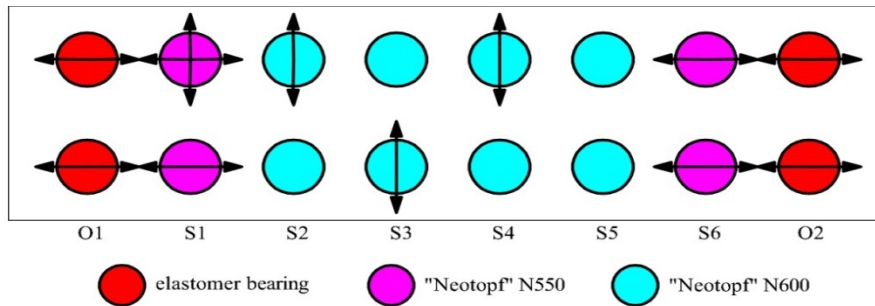 O1 S1 S2 S3 S4 S5 S6 O2
elastomer bearing "Neotopf" N550 "Neotopf" N600